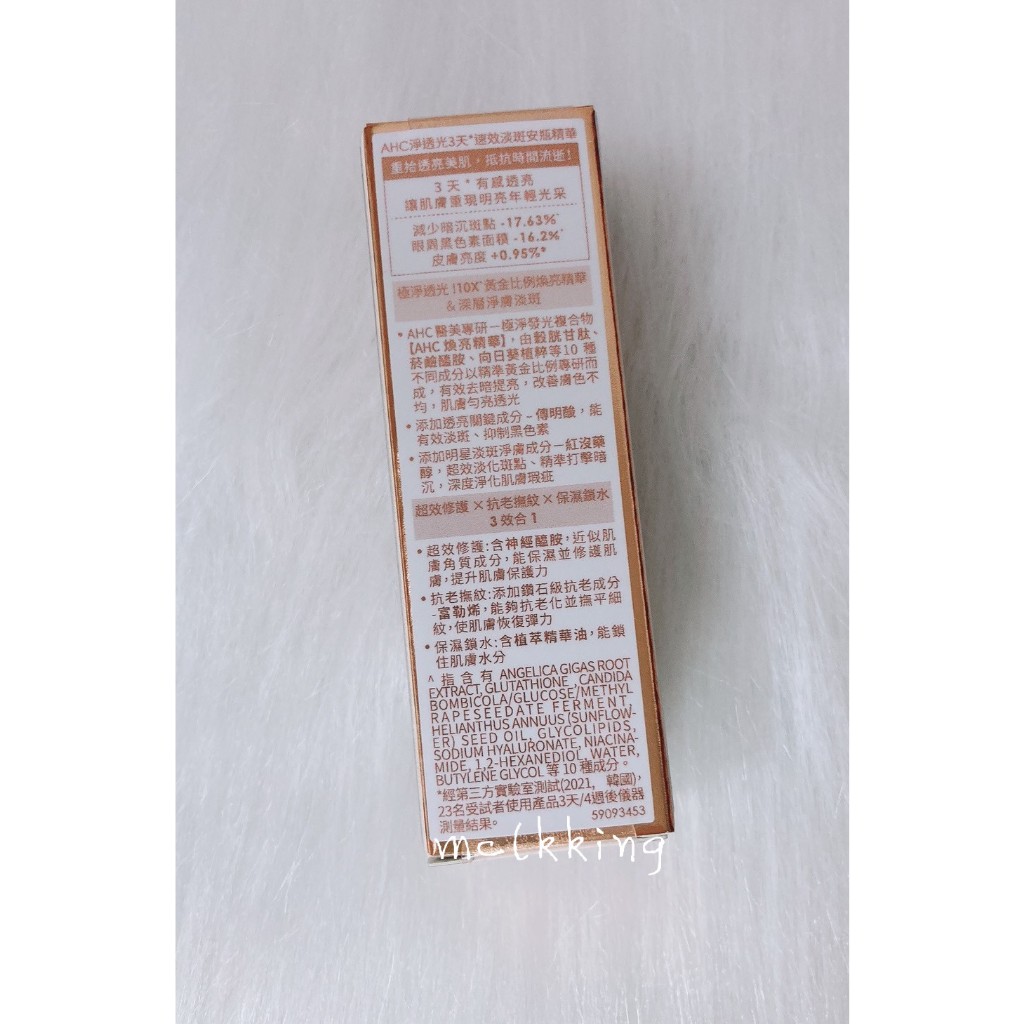 AHC淨透光3天*速效淡斑安瓶精華
重拾透亮美肌，抵抗時間流逝！
3天*有感透亮
讓肌膚重現明亮年輕光采
減少暗沉斑點 -17.63%*
眼周黑色素面積 -16.2%*
皮膚亮度 +0.95%*
極淨透光!10X^黃金比例煥亮精華
&深層淨膚淡斑
• AHC醫美專研—極淨發光複合物
【AHC煥亮精華】，由穀胱甘肽、
菸鹼醯胺、向日葵植粹等10種
不同成分以精準黃金比例專研而
成，有效去暗提亮，改善膚色不
均，肌膚勻亮透光
• 添加透亮關鍵成分–傳明酸，能
有效淡斑、抑制黑色素
• 添加明星淡斑淨膚成分—紅沒藥
醇，超效淡化斑點、精準打擊暗
沉，深度淨化肌膚瑕疵
超效修護×抗老撫紋×保濕鎖水
3效合1
• 超效修護:含神經醯胺，近似肌
膚角質成分，能保濕並修護肌
膚，提升肌膚保護力
• 抗老撫紋:添加鑽石級抗老成分
-富勒烯，能夠抗老化並撫平細
紋，使肌膚恢復彈力
• 保濕鎖水:含植萃精華油，能鎖
住肌膚水分
^ 指含有 ANGELICA GIGAS ROOT
EXTRACT, GLUTATHIONE , CANDIDA
BOMBICOLA/GLUCOSE/METHYL
RAPESEEDATE FERMENT,
HELIANTHUS ANNUUS (SUNFLOW-
ER) SEED OIL, GLYCOLIPIDS,
SODIUM HYALURONATE, NIACINA-
MIDE, 1,2-HEXANEDIOL, WATER,
BUTYLENE GLYCOL 等10種成分。
*經第三方實驗室測試(2021, 韓國)，
23名受試者使用產品3天/4週後儀器
測量結果。
59093453
mclkking